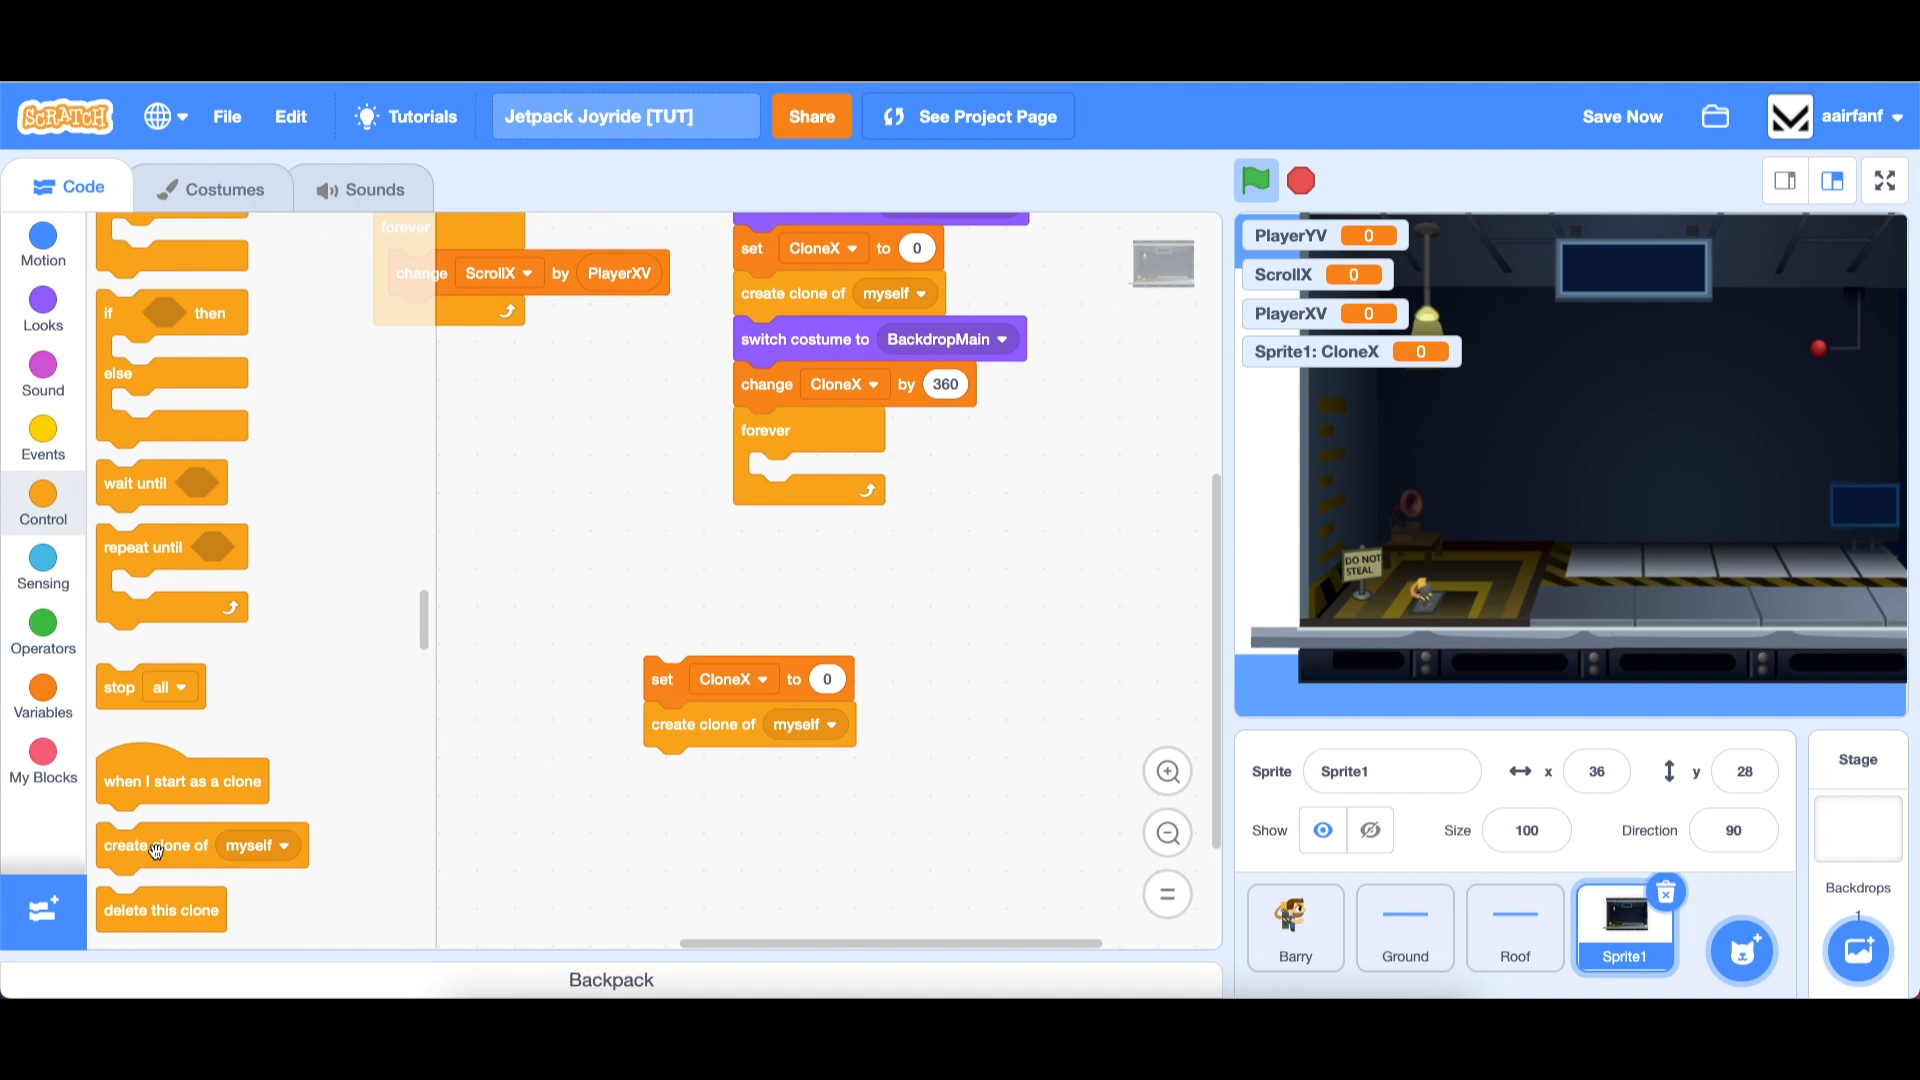 SCRATCH File Edit Tutorials Jetpack Joyride [TUT] Share See Project Page Save Now aairfanf
Code Costumes Sounds
Motion
Looks
Sound
Events
Control
Sensing
Operators
Variables
My Blocks
if then
else
wait until
repeat until
stop all
when I start as a clone
create clone of myself
delete this clone
forever
change ScrollX by PlayerXV
set CloneX to 0
create clone of myself
switch costume to BackdropMain
change CloneX by 360
forever
set CloneX to 0
create clone of myself
Backpack
PlayerYV 0
ScrollX 0
PlayerXV 0
Sprite1: CloneX 0
DO NOT
STEAL
Sprite Sprite1 x 36 y 28
Show Size 100 Direction 90
Barry
Ground
Roof
Sprite1
Stage
Backdrops
1